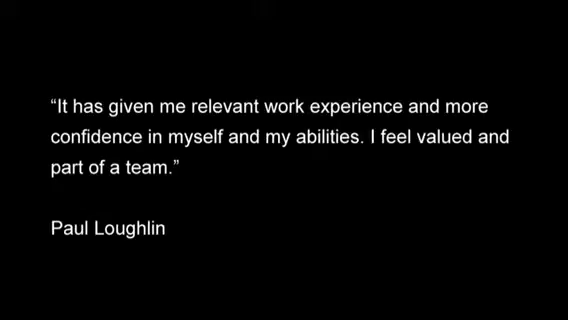 “It has given me relevant work experience and more
confidence in myself and my abilities. I feel valued and
part of a team.”
Paul Loughlin